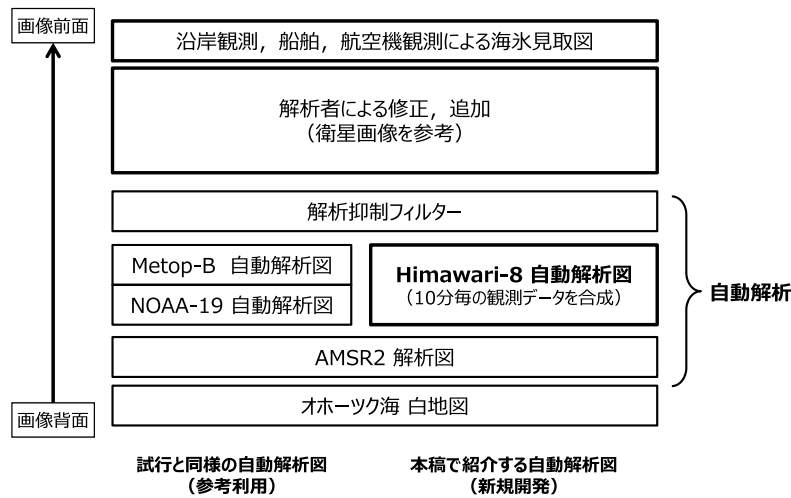 画像前面
沿岸観測，船舶，航空機観測による海氷見取図
解析者による修正，追加
（衛星画像を参考）
解析抑制フィルター
Metop-B 自動解析図
NOAA-19 自動解析図
Himawari-8 自動解析図
（10分毎の観測データを合成）
自動解析
AMSR2 解析図
オホーツク海 白地図
画像背面
試行と同様の自動解析図
（参考利用）
本稿で紹介する自動解析図
（新規開発）